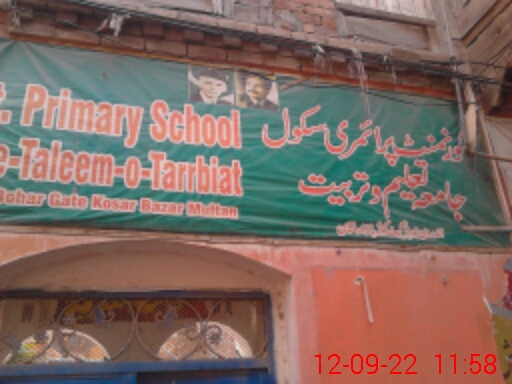 t. Primary School
e-Taleem-o-Tarrbiat
Bohar Gate Kosar Bazar Multan
گورنمنٹ پرائمری سکول
جامعہ تعلیم و تربیت
12-09-22 11:58